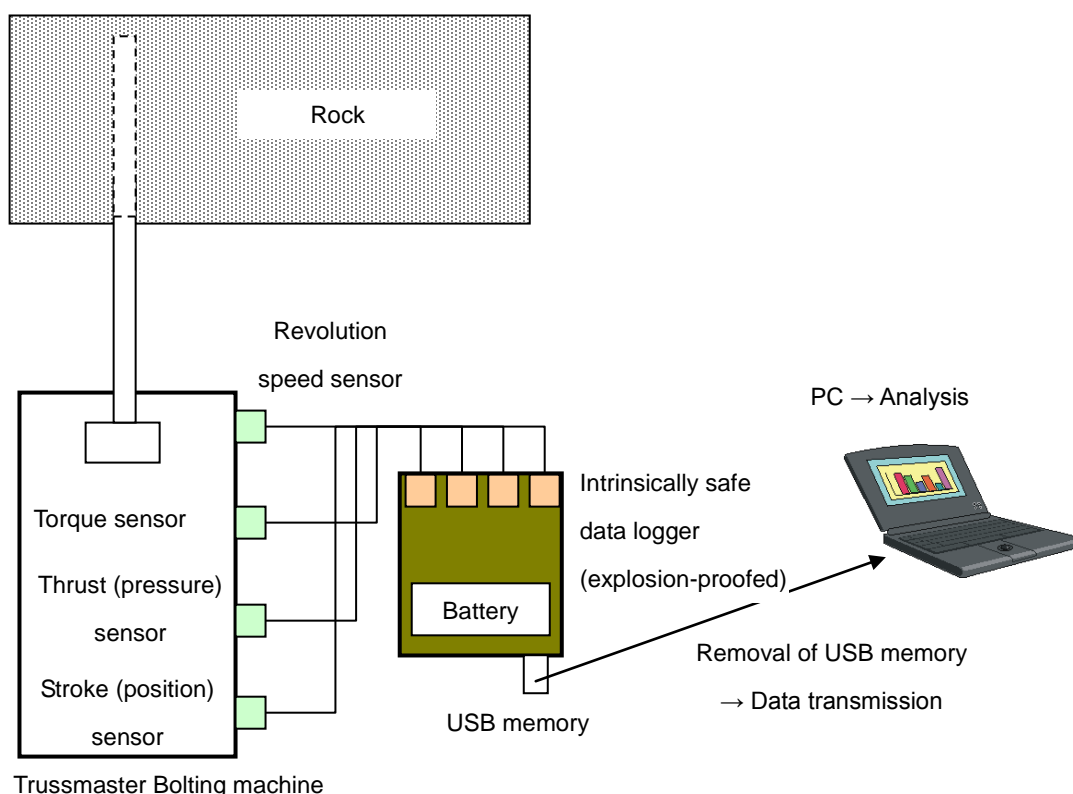 Rock
Revolution
speed sensor
PC → Analysis
Torque sensor
Thrust (pressure)
sensor
Stroke (position)
sensor
Battery
Intrinsically safe
data logger
(explosion-proofed)
USB memory
Removal of USB memory
→ Data transmission
Trussmaster Bolting machine